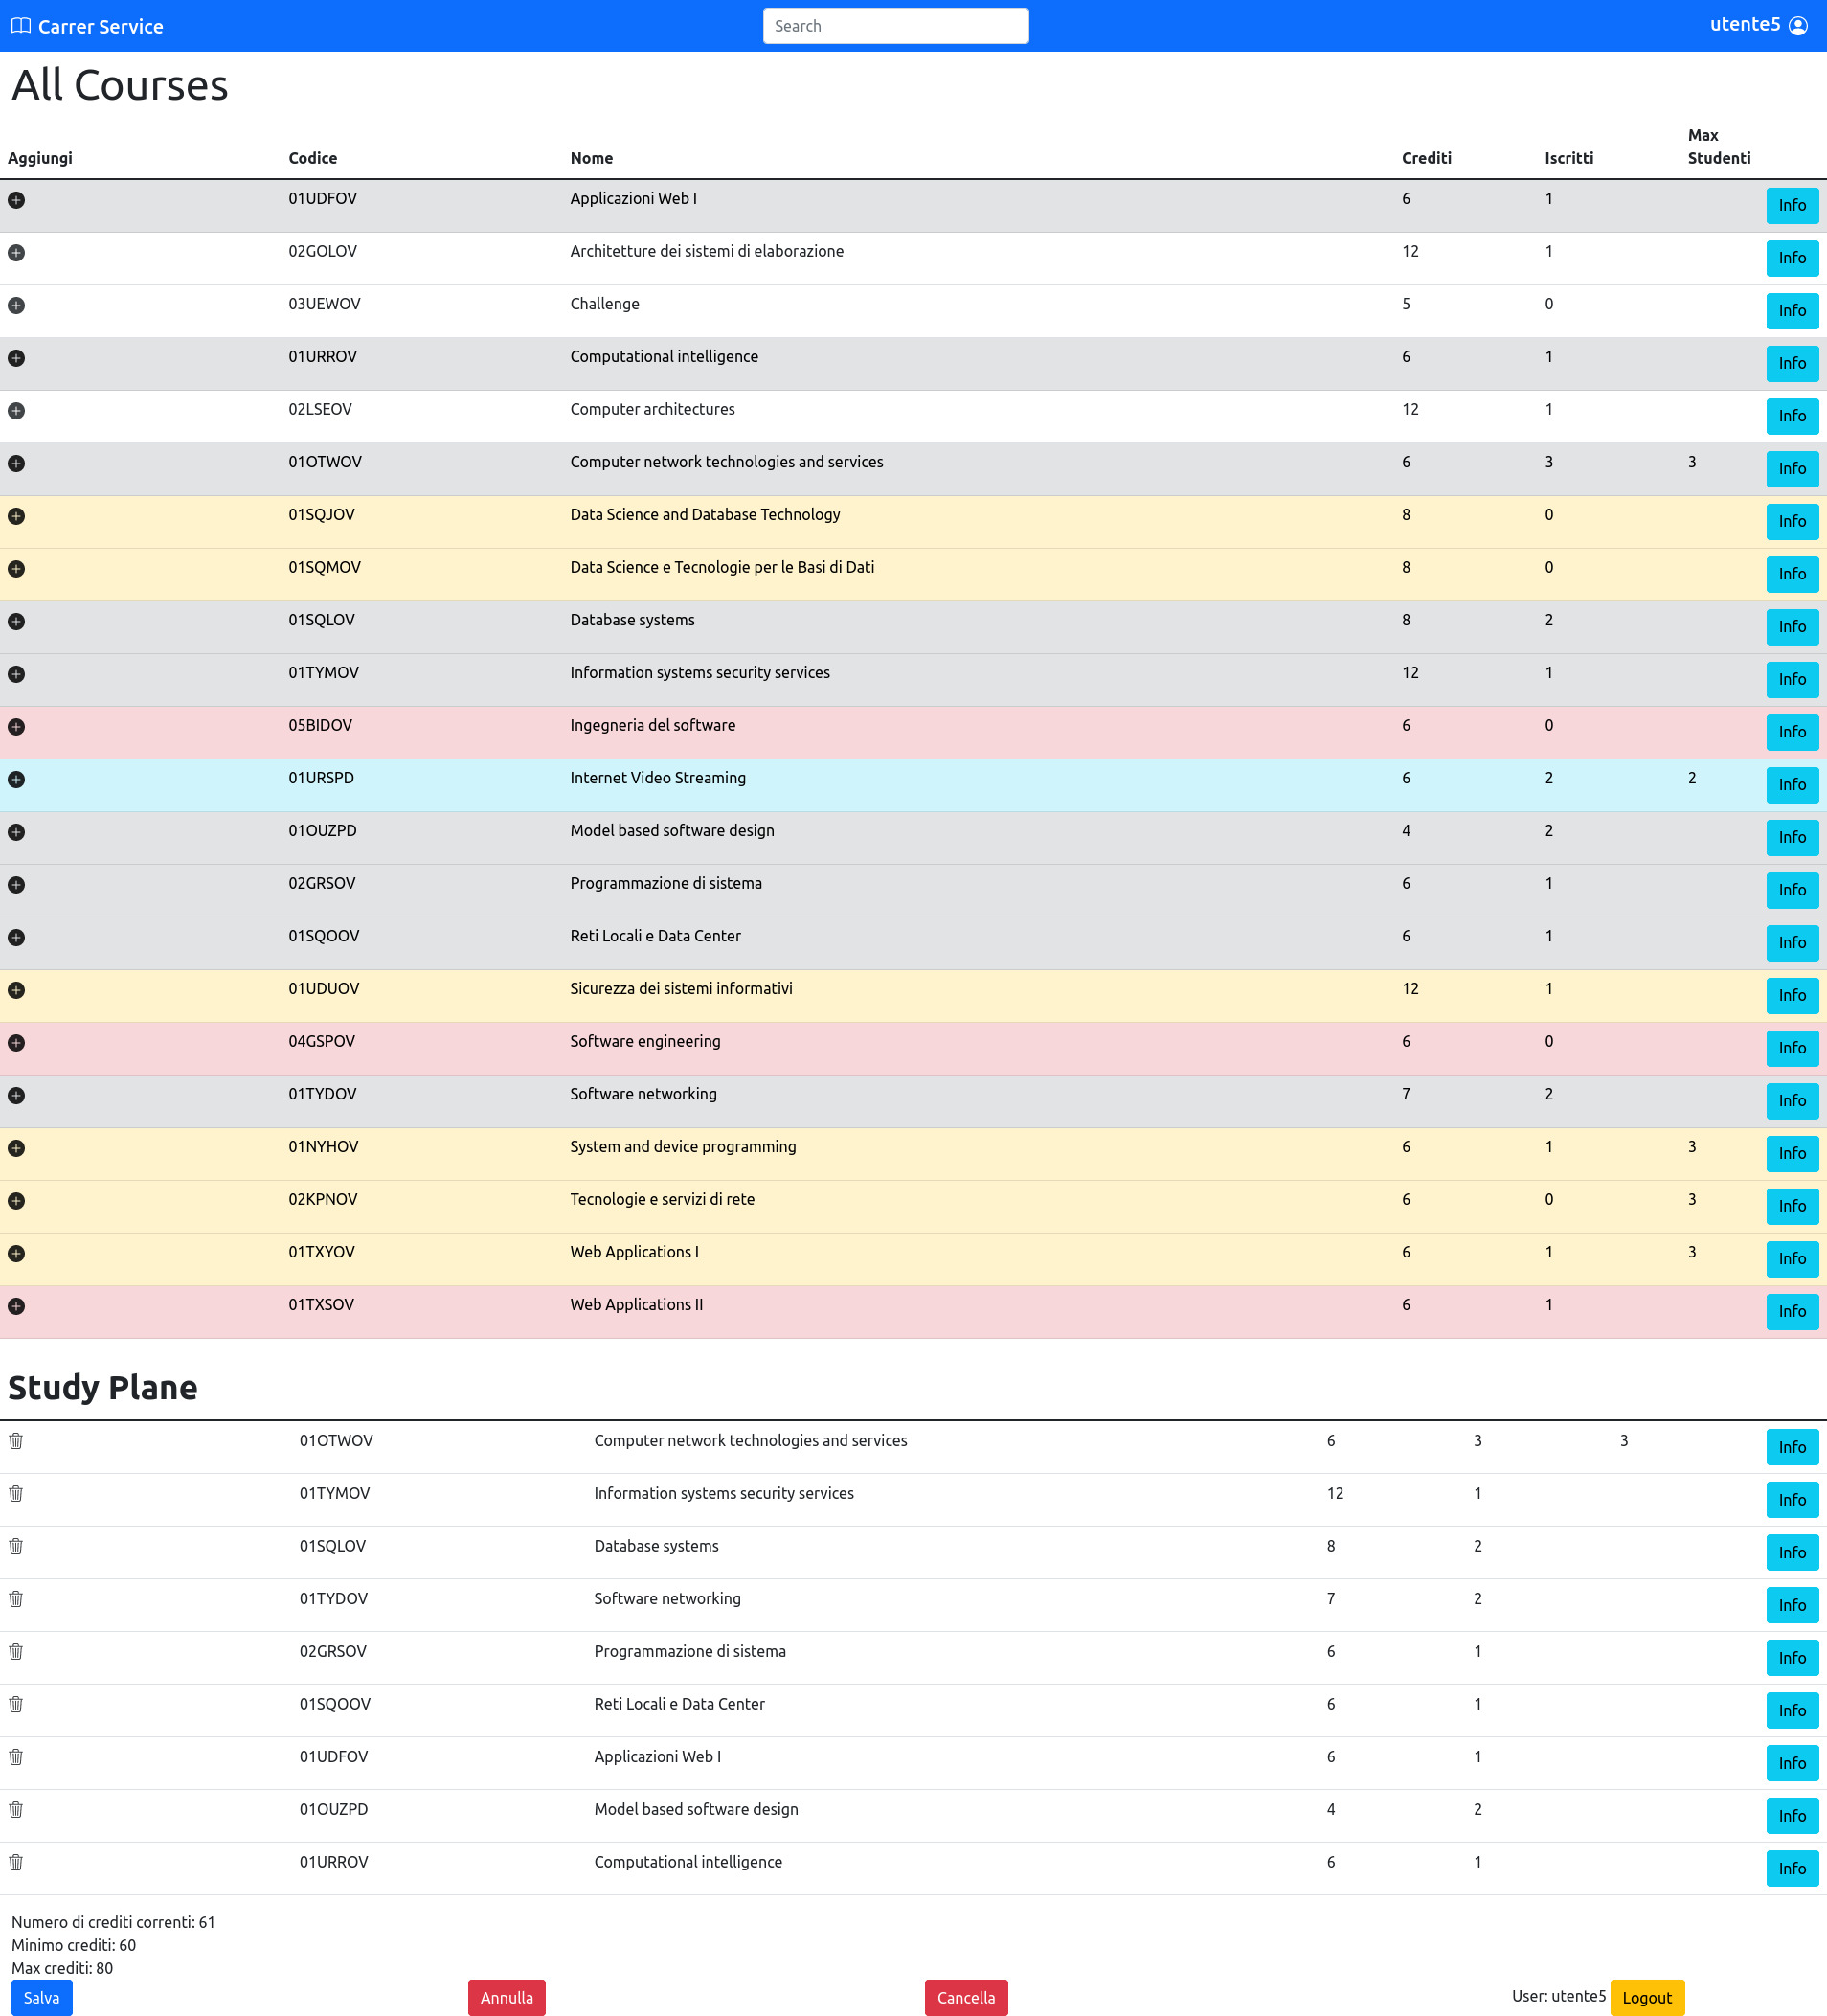 Carrer Service Search utente5
All Courses
Aggiungi Codice Nome Crediti Iscritti Max Studenti
01UDFOV Applicazioni Web I 6 1 Info
02GOLOV Architetture dei sistemi di elaborazione 12 1 Info
03UEWOV Challenge 5 0 Info
01URROV Computational intelligence 6 1 Info
02LSEOV Computer architectures 12 1 Info
01OTWOV Computer network technologies and services 6 3 3 Info
01SQJOV Data Science and Database Technology 8 0 Info
01SQMOV Data Science e Tecnologie per le Basi di Dati 8 0 Info
01SQLOV Database systems 8 2 Info
01TYMOV Information systems security services 12 1 Info
05BIDOV Ingegneria del software 6 0 Info
01URSPD Internet Video Streaming 6 2 2 Info
01OUZPD Model based software design 4 2 Info
02GRSOV Programmazione di sistema 6 1 Info
01SQOOV Reti Locali e Data Center 6 1 Info
01UDUOV Sicurezza dei sistemi informativi 12 1 Info
04GSPOV Software engineering 6 0 Info
01TYDOV Software networking 7 2 Info
01NYHOV System and device programming 6 1 3 Info
02KPNOV Tecnologie e servizi di rete 6 0 3 Info
01TXYOV Web Applications I 6 1 3 Info
01TXSOV Web Applications II 6 1 Info
Study Plane
01OTWOV Computer network technologies and services 6 3 3 Info
01TYMOV Information systems security services 12 1 Info
01SQLOV Database systems 8 2 Info
01TYDOV Software networking 7 2 Info
02GRSOV Programmazione di sistema 6 1 Info
01SQOOV Reti Locali e Data Center 6 1 Info
01UDFOV Applicazioni Web I 6 1 Info
01OUZPD Model based software design 4 2 Info
01URROV Computational intelligence 6 1 Info
Numero di crediti correnti: 61
Minimo crediti: 60
Max crediti: 80
Salva Annulla Cancella User: utente5 Logout